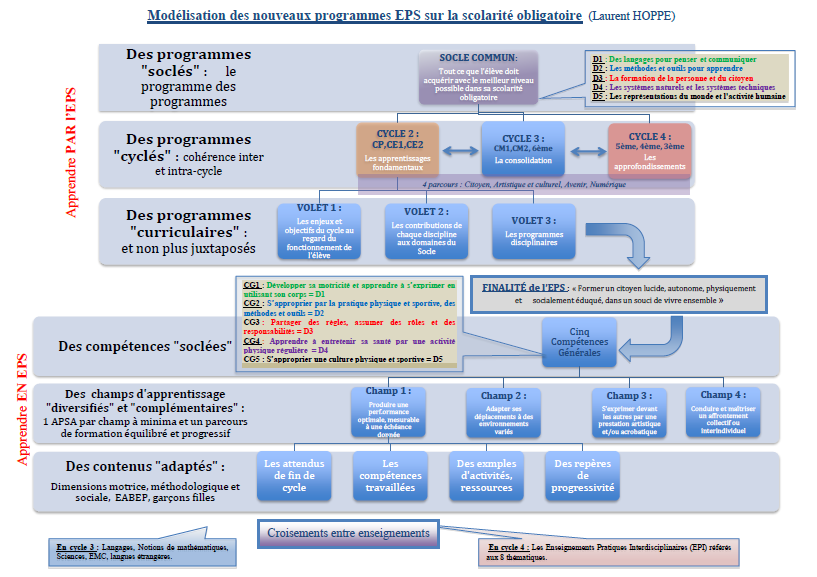 Modélisation des nouveaux programmes EPS sur la scolarité obligatoire (Laurent HOPPE)
Apprendre PAR l'EPS
Des programmes
"soclés" : le
programme des
programmes
SOCLE COMMUN:
Tout ce que l'élève doit
acquérir avec le meilleur niveau
possible dans sa scolarité
obligatoire
D1 : Des langages pour penser et communiquer
D2 : Les méthodes et outils pour apprendre
D3 : La formation de la personne et du citoyen
D4 : Les systèmes naturels et les systèmes techniques
D5 : Les représentations du monde et l'activité humaine
Des programmes
"cyclés" : cohérence inter
et intra-cycle
CYCLE 2 :
CP,CE1,CE2
Les apprentissages
fondamentaux
CYCLE 3 :
CM1,CM2, 6ème
La consolidation
CYCLE 4 :
5ème, 4ème, 3ème
Les
approfondissements
4 parcours : Citoyen, Artistique et culturel, Avenir, Numérique
Des programmes
"curriculaires" :
et non plus juxtaposés
VOLET 1 :
Les enjeux et
objectifs du cycle au
regard du
fonctionnement de
l'élève
VOLET 2 :
Les contributions de
chaque discipline
aux domaines du
Socle
VOLET 3 :
Les programmes
disciplinaires
FINALITÉ de l'EPS : « Former un citoyen lucide, autonome, physiquement
et socialement éduqué, dans un souci de vivre ensemble »
Apprendre EN EPS
Des compétences "soclées"
CG1 : Développer sa motricité et apprendre à s'exprimer en
utilisant son corps = D1
CG2 : S'approprier par la pratique physique et sportive, des
méthodes et outils = D2
CG3 : Partager des règles, assumer des rôles et des
responsabilités = D3
CG4 : Apprendre à entretenir sa santé par une activité
physique régulière = D4
CG5 : S'approprier une culture physique et sportive = D5
Cinq
Compétences
Générales
Des champs d'apprentissage
"diversifiés" et "complémentaires" :
1 APSA par champ à minima et un parcours
de formation équilibré et progressif
Champ 1 :
Produire une
performance
optimale, mesurable
à une échéance
donnée
Champ 2 :
Adapter ses
déplacements à des
environnements
variés
Champ 3 :
S'exprimer devant
les autres par une
prestation artistique
et/ou acrobatique
Champ 4 :
Conduire et maîtriser
un affrontement
collectif ou
interindividuel
Des contenus "adaptés" :
Dimensions motrice, méthodologique et
sociale, EABEP, garçons filles
Les attendus
de fin de
cycle
Les
compétences
travaillées
Des exmples
d'activités,
ressources
Des repères
de
progressivité
Croisements entre enseignements
En cycle 3 : Langages, Notions de mathématiques,
Sciences, EMC, langues étrangères.
En cycle 4 : Les Enseignements Pratiques Interdisciplinaires (EPI) référés
aux 8 thématiques.